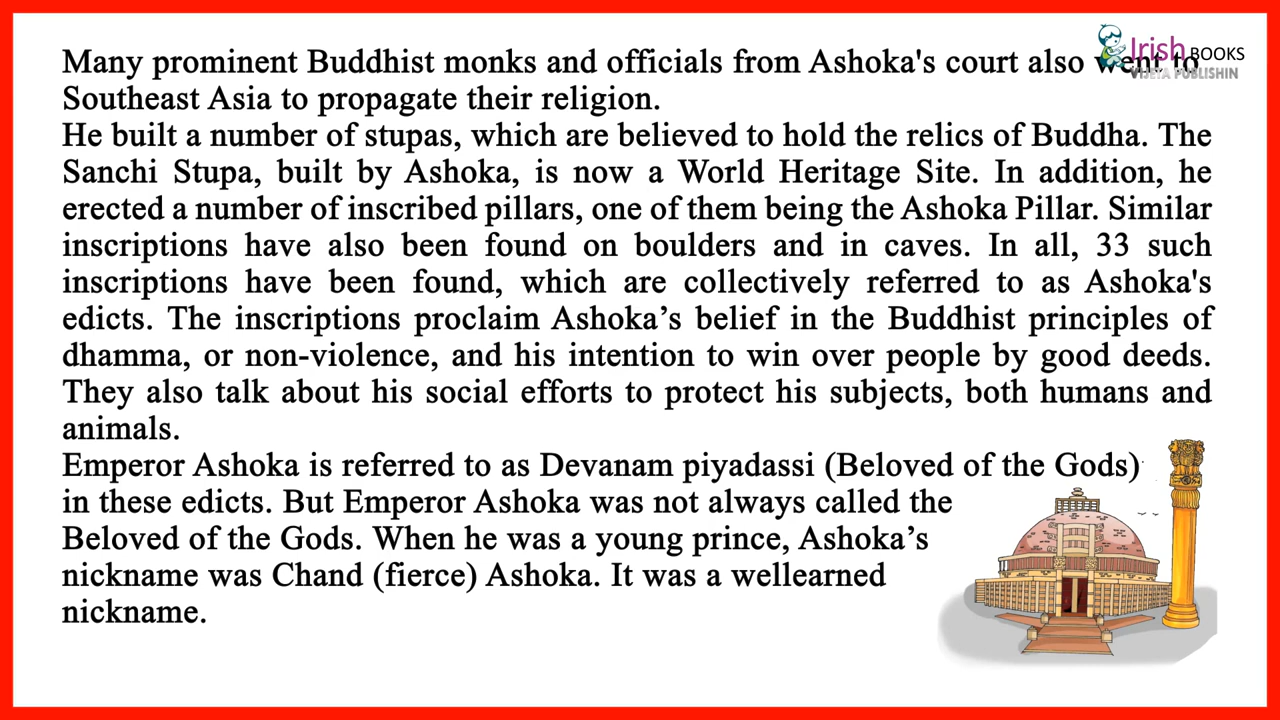 Many prominent Buddhist monks and officials from Ashoka's court also went to
Southeast Asia to propagate their religion.
He built a number of stupas, which are believed to hold the relics of Buddha. The
Sanchi Stupa, built by Ashoka, is now a World Heritage Site. In addition, he
erected a number of inscribed pillars, one of them being the Ashoka Pillar. Similar
inscriptions have also been found on boulders and in caves. In all, 33 such
inscriptions have been found, which are collectively referred to as Ashoka's
edicts. The inscriptions proclaim Ashoka’s belief in the Buddhist principles of
dhamma, or non-violence, and his intention to win over people by good deeds.
They also talk about his social efforts to protect his subjects, both humans and
animals.
Emperor Ashoka is referred to as Devanam piyadassi (Beloved of the Gods)
in these edicts. But Emperor Ashoka was not always called the
Beloved of the Gods. When he was a young prince, Ashoka’s
nickname was Chand (fierce) Ashoka. It was a wellearned
nickname.
Irish BOOKS
VIJETA PUBLISHIN